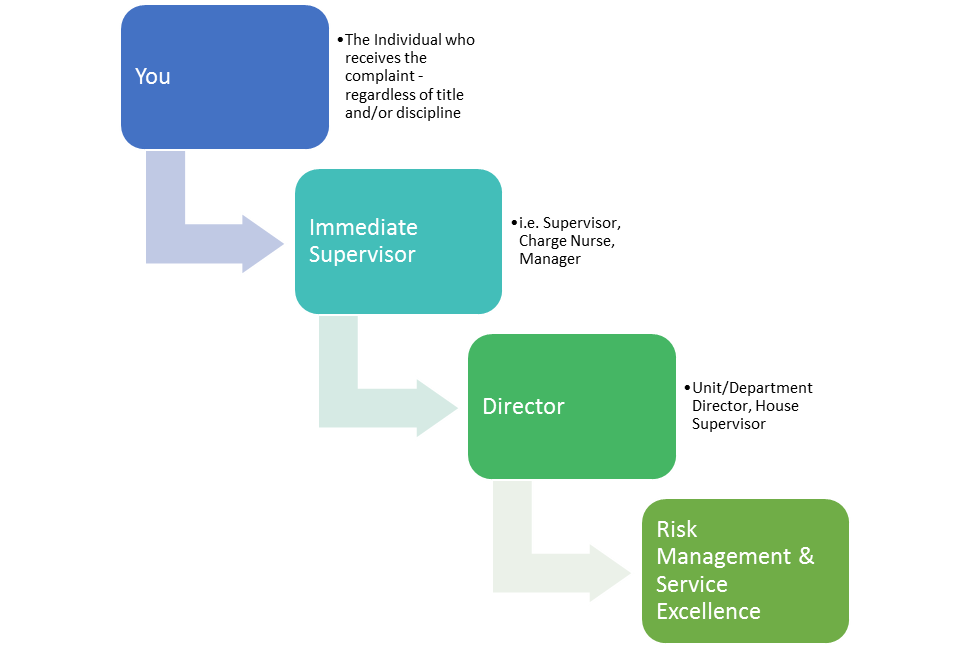 You
•The Individual who
receives the
complaint -
regardless of title
and/or discipline
Immediate
Supervisor
•i.e. Supervisor,
Charge Nurse,
Manager
Director
•Unit/Department
Director, House
Supervisor
Risk
Management &
Service
Excellence